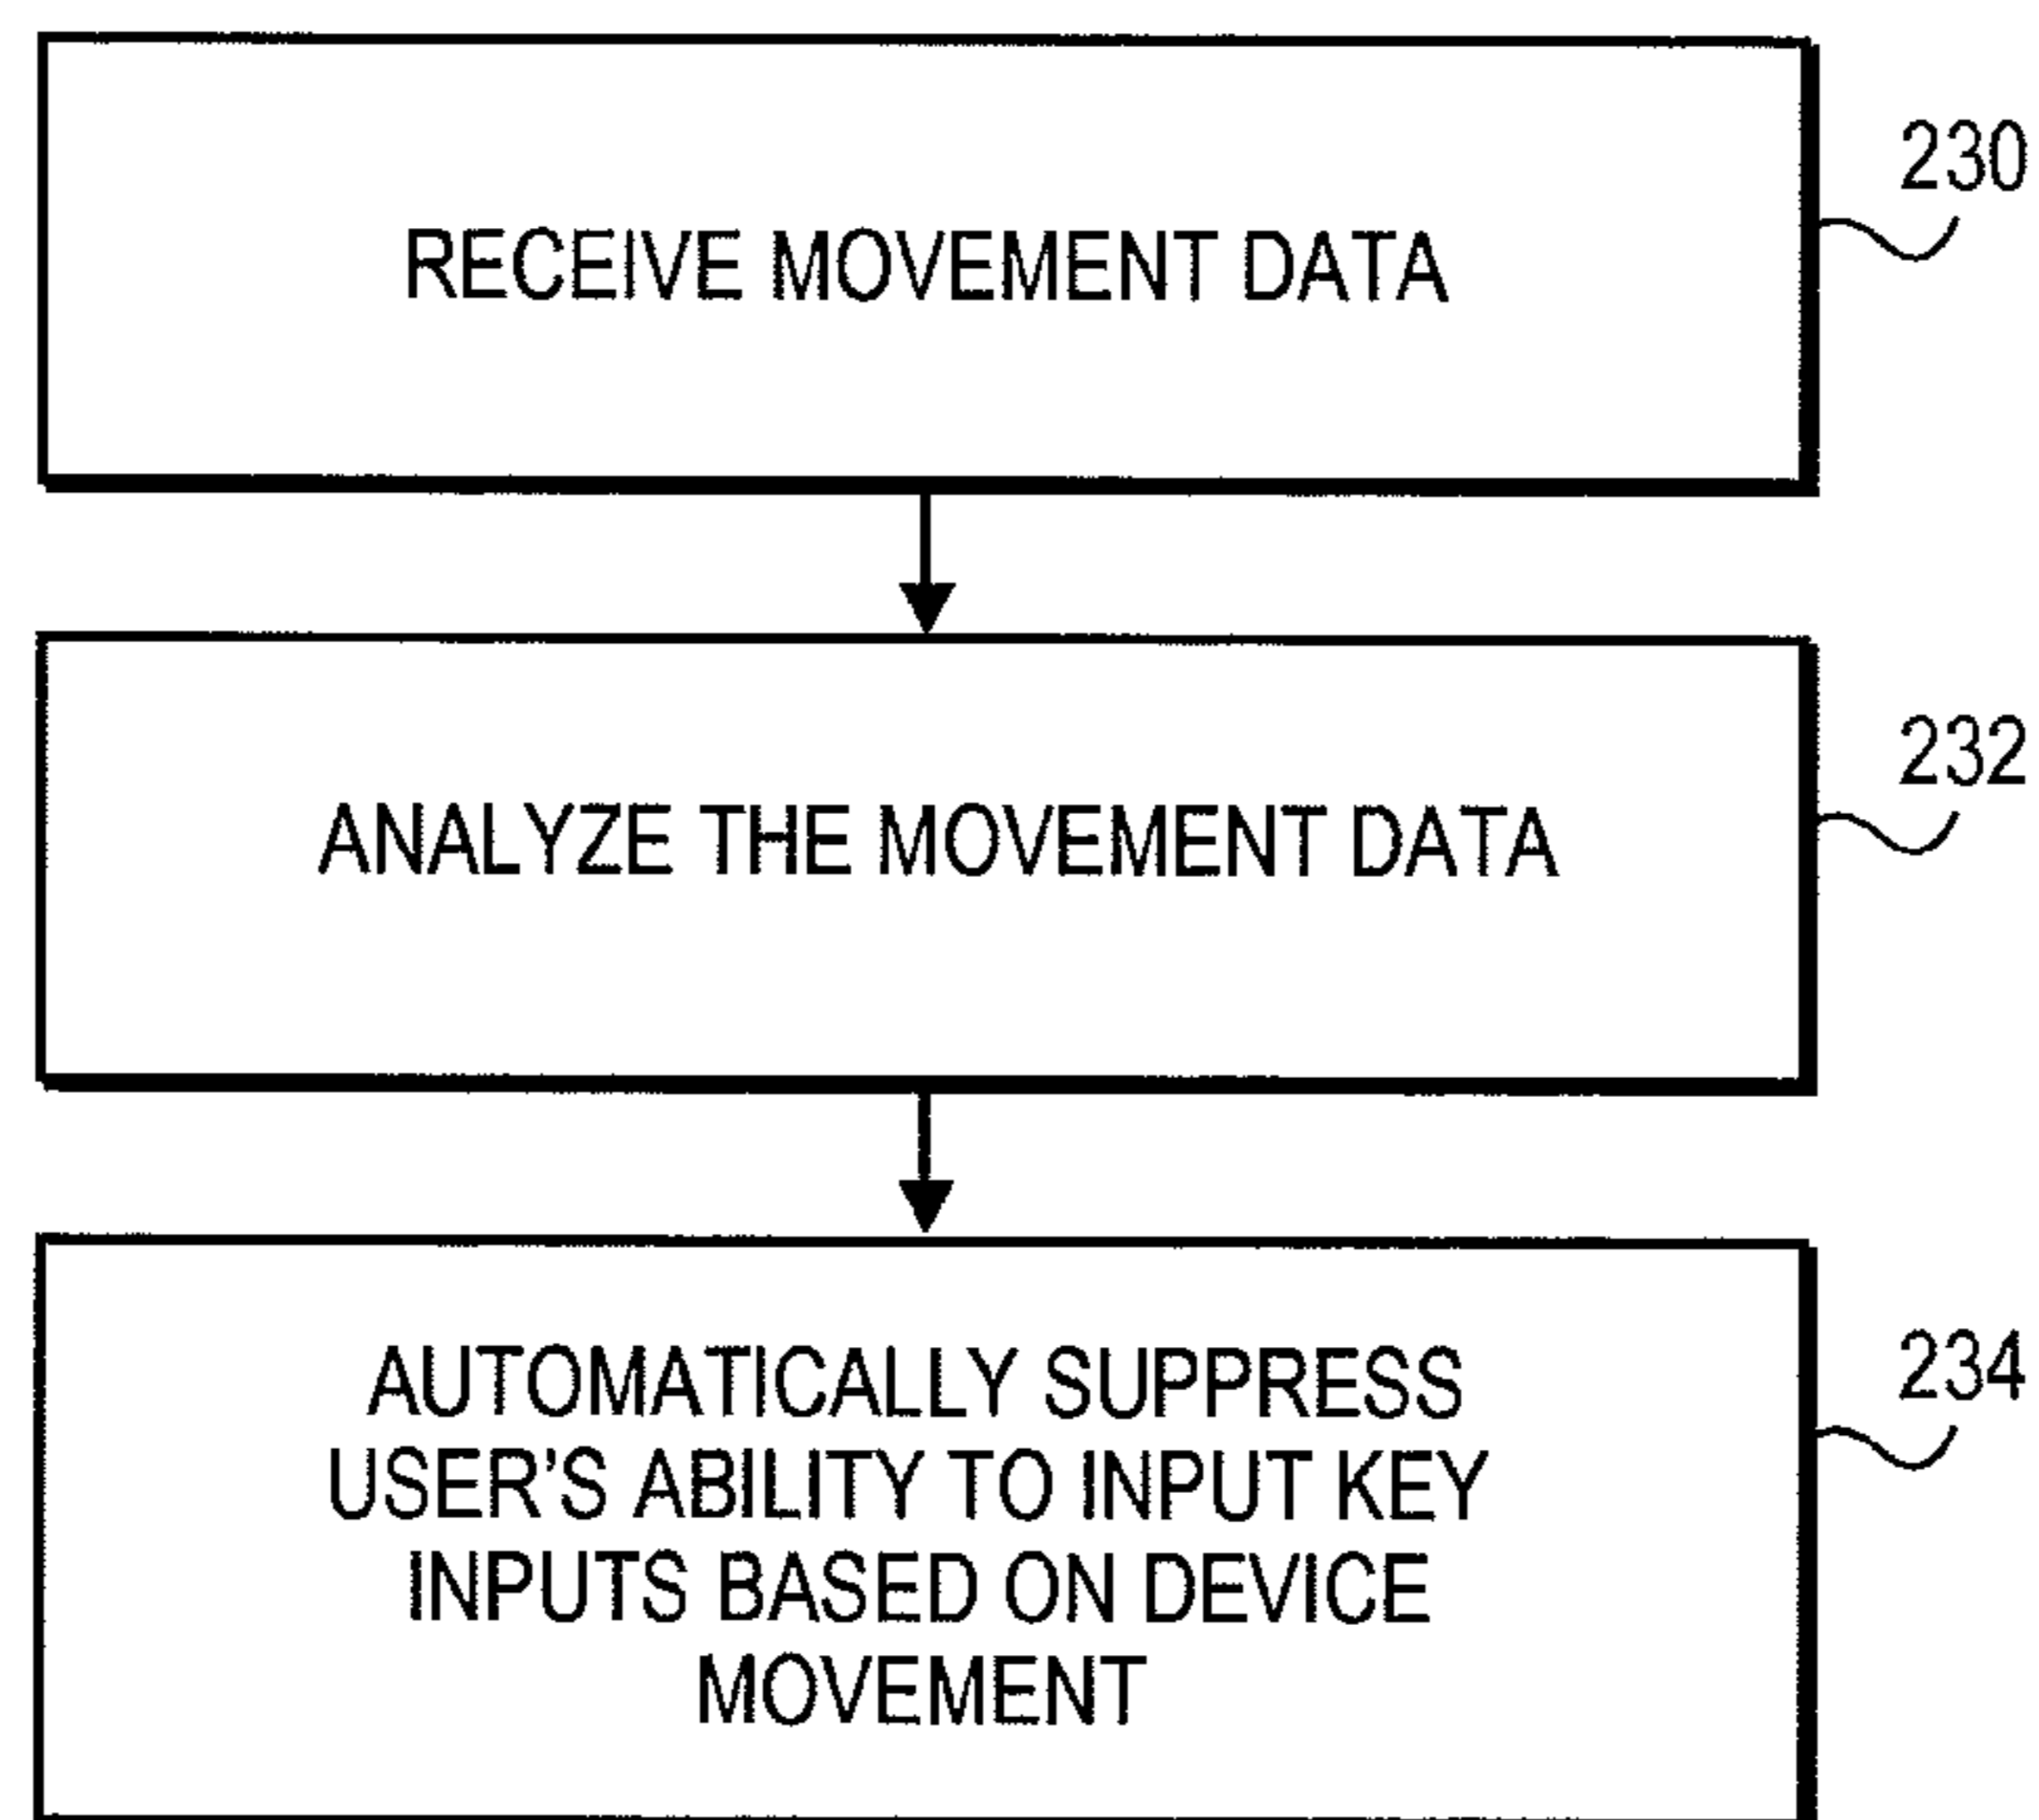 230
RECEIVE MOVEMENT DATA
232
ANALYZE THE MOVEMENT DATA
234
AUTOMATICALLY SUPPRESS
USER'S ABILITY TO INPUT KEY
INPUTS BASED ON DEVICE
MOVEMENT